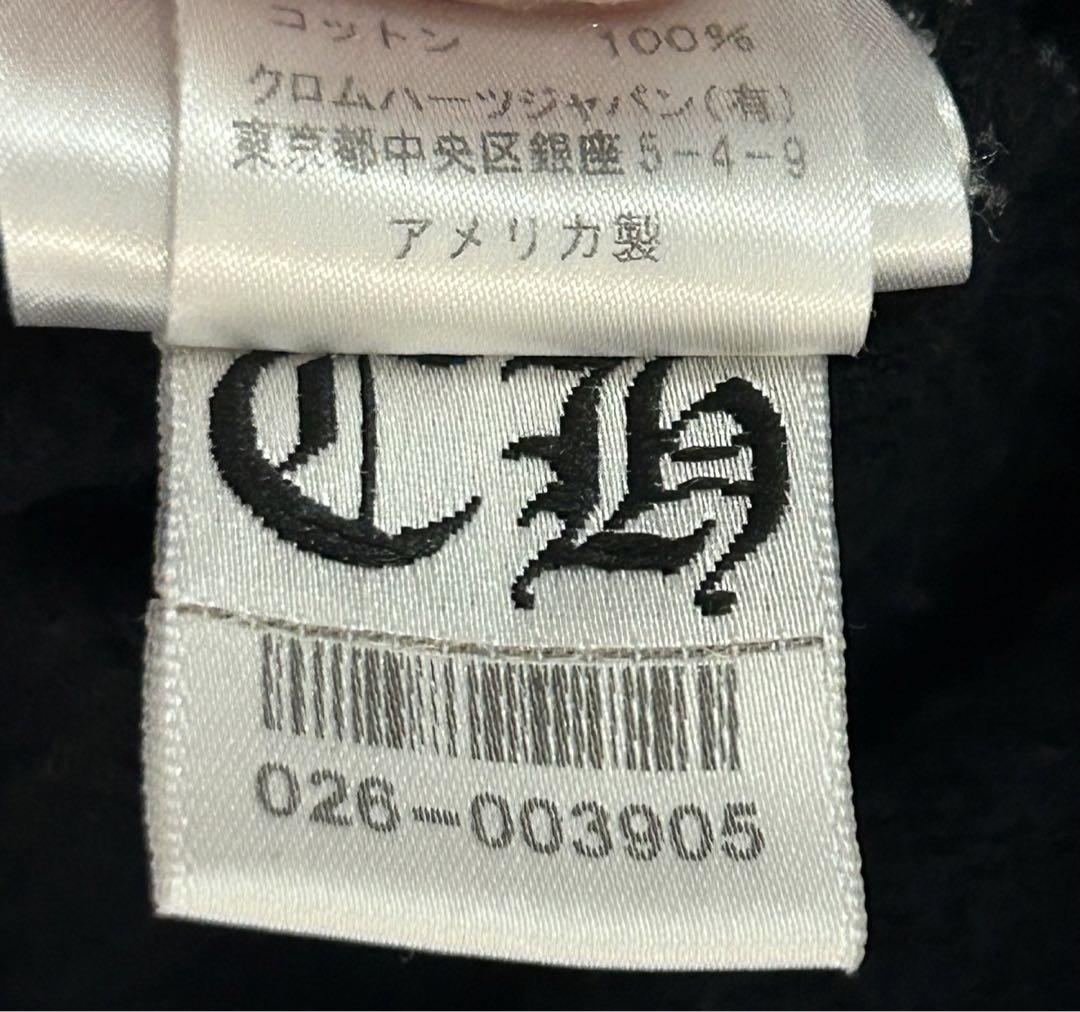 コットン 100%
クロムハーツジャパン(有)
東京都中央区銀座5-4-9
アメリカ製
CH
026-003905